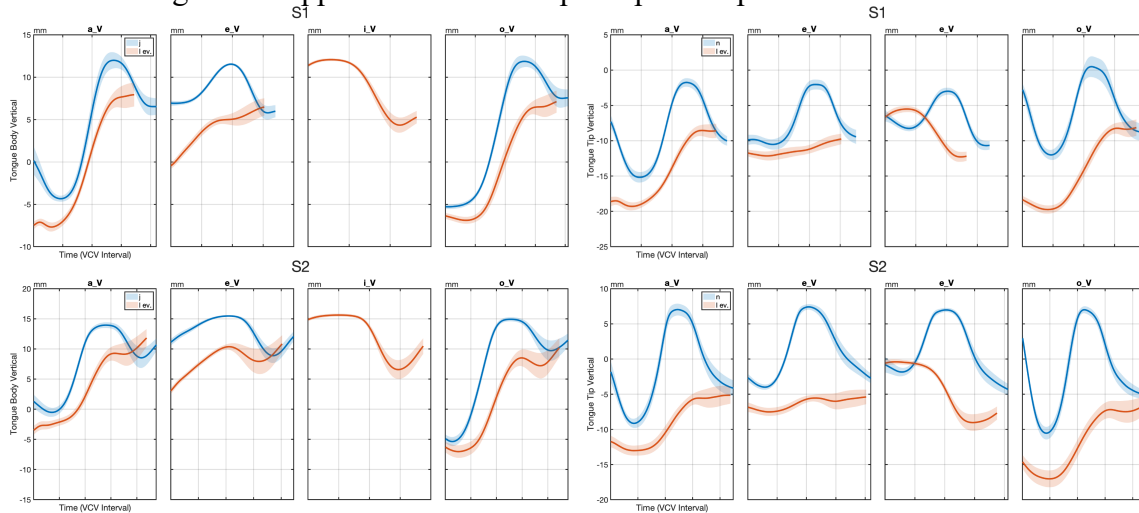 S1
S1
mm
a_V
e_V
i_V
o_V
mm
a_V
mm
e_V
mm
e_V
mm
o_V
j
l ev.
n
l ev.
Tongue Body Vertical
15
10
5
0
-5
-10
Time (VCV Interval)
Tongue Tip Vertical
5
0
-5
-10
-15
-20
-25
Time (VCV Interval)
S2
S2
mm
a_V
mm
e_V
mm
i_V
mm
o_V
mm
a_V
mm
e_V
mm
e_V
mm
o_V
j
l ev.
n
l ev.
Tongue Body Vertical
20
15
10
5
0
-5
-10
-15
Time (VCV Interval)
Tongue Tip Vertical
10
5
0
-5
-10
-15
-20
Time (VCV Interval)